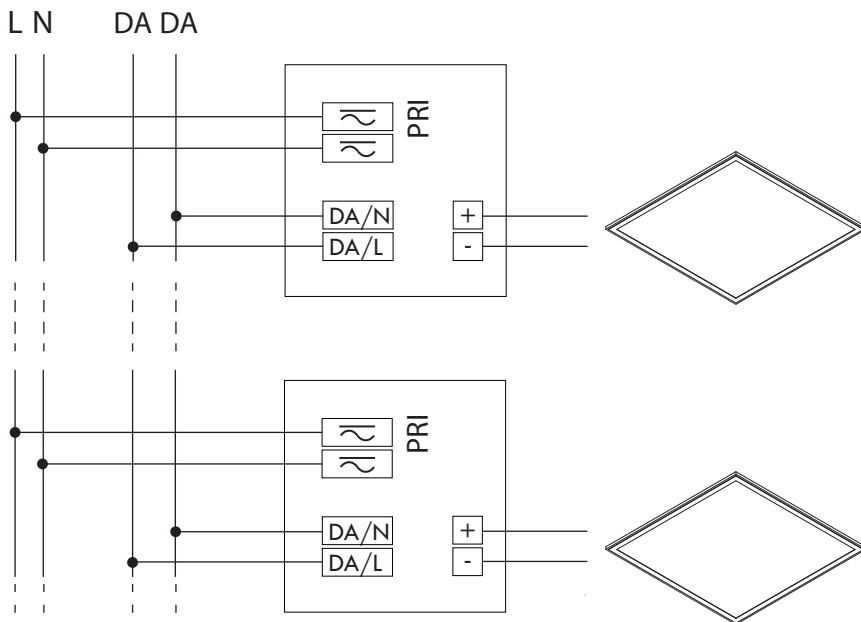 L N DA DA
PRI
DA/N +
DA/L -
PRI
DA/N +
DA/L -